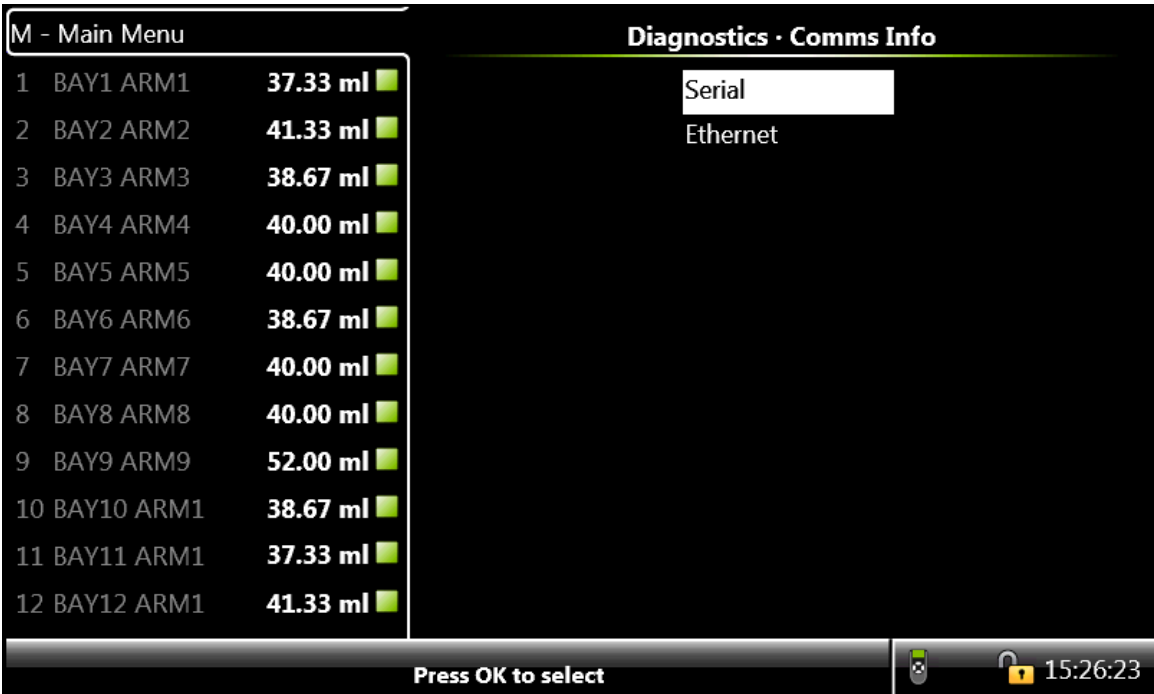 M - Main Menu
1 BAY1 ARM1 37.33 ml
2 BAY2 ARM2 41.33 ml
3 BAY3 ARM3 38.67 ml
4 BAY4 ARM4 40.00 ml
5 BAY5 ARM5 40.00 ml
6 BAY6 ARM6 38.67 ml
7 BAY7 ARM7 40.00 ml
8 BAY8 ARM8 40.00 ml
9 BAY9 ARM9 52.00 ml
10 BAY10 ARM1 38.67 ml
11 BAY11 ARM1 37.33 ml
12 BAY12 ARM1 41.33 ml
Diagnostics · Comms Info
Serial
Ethernet
Press OK to select
15:26:23